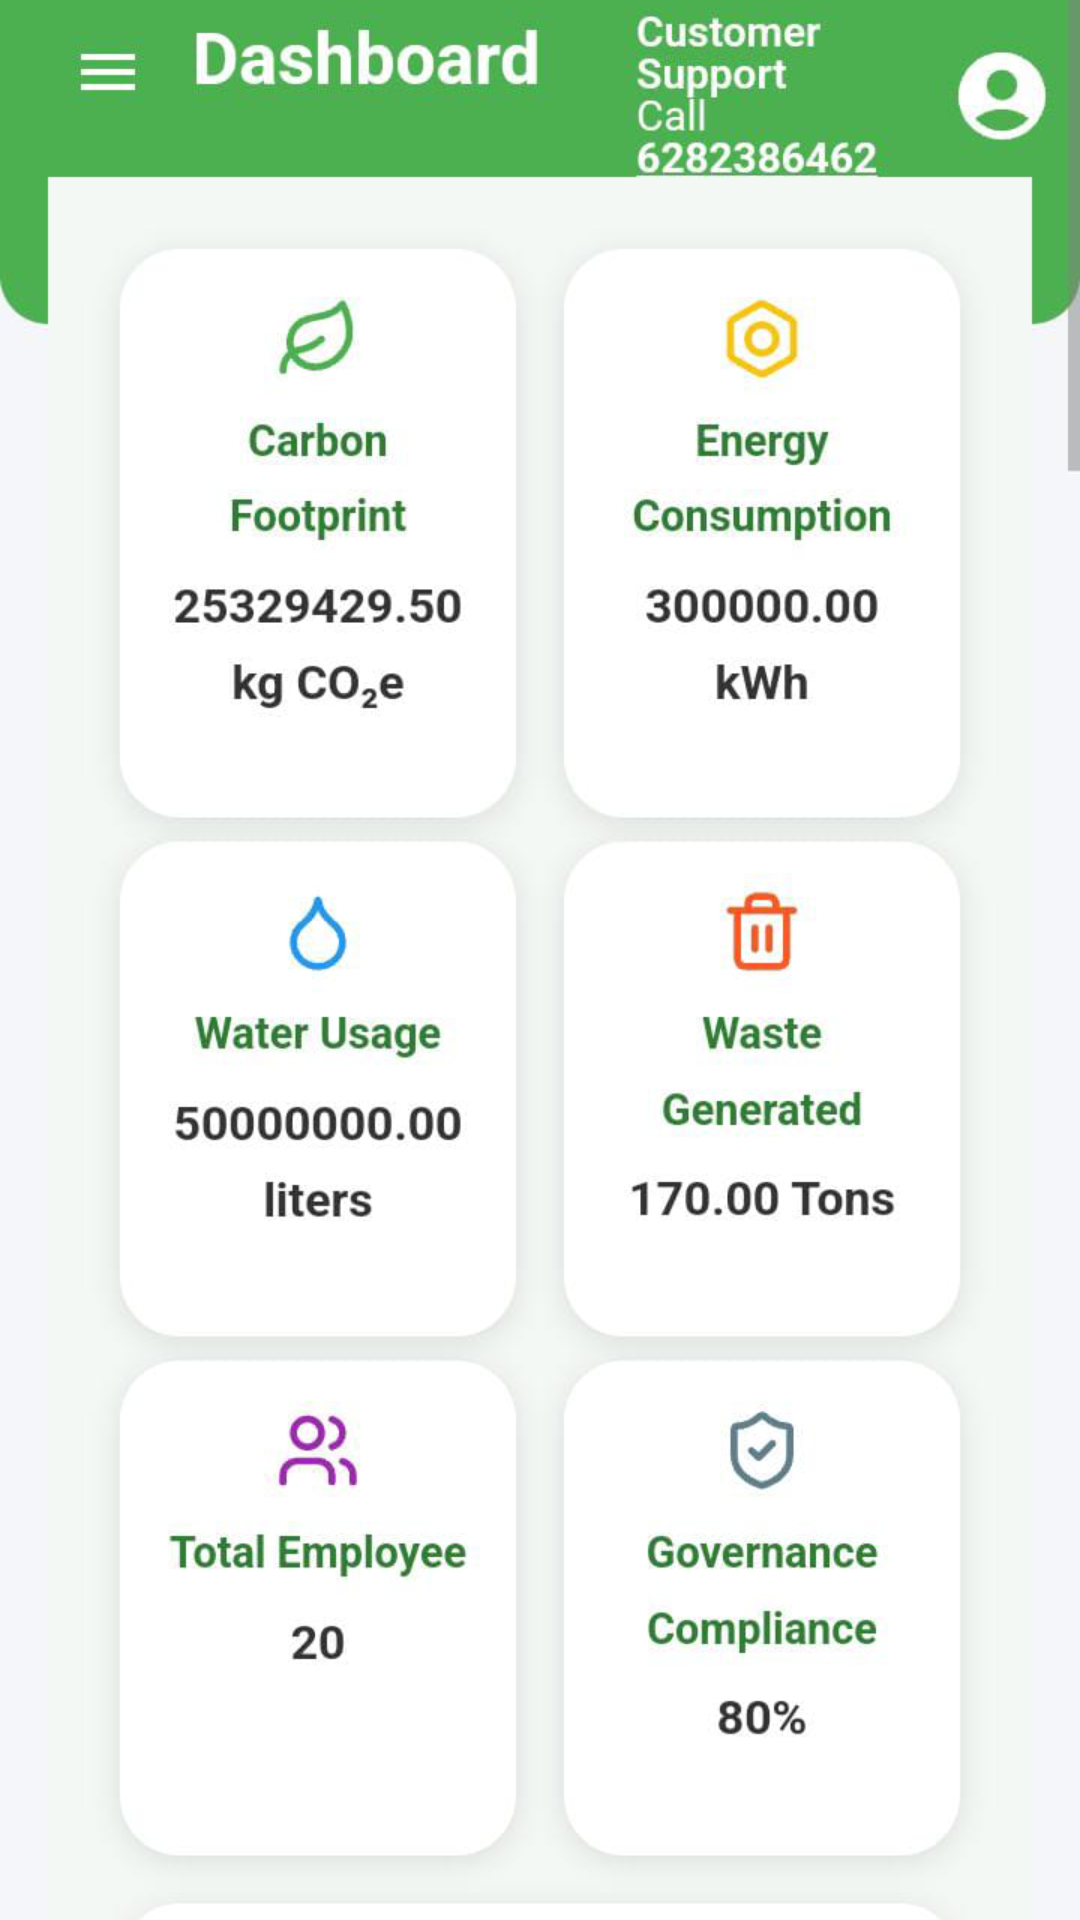 Dashboard
Customer
Support
Call
6282386462
Carbon
Footprint
25329429.50
kg CO₂e
Energy
Consumption
300000.00
kWh
Water Usage
50000000.00
liters
Waste
Generated
170.00 Tons
Total Employee
20
Governance
Compliance
80%